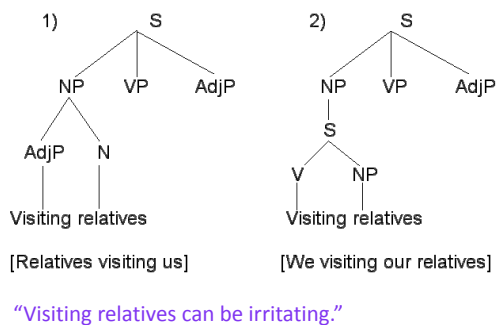 1) S
NP VP AdjP
AdjP N
Visiting relatives
[Relatives visiting us]
2) S
NP VP AdjP
S
V NP
Visiting relatives
[We visiting our relatives]
“Visiting relatives can be irritating.”